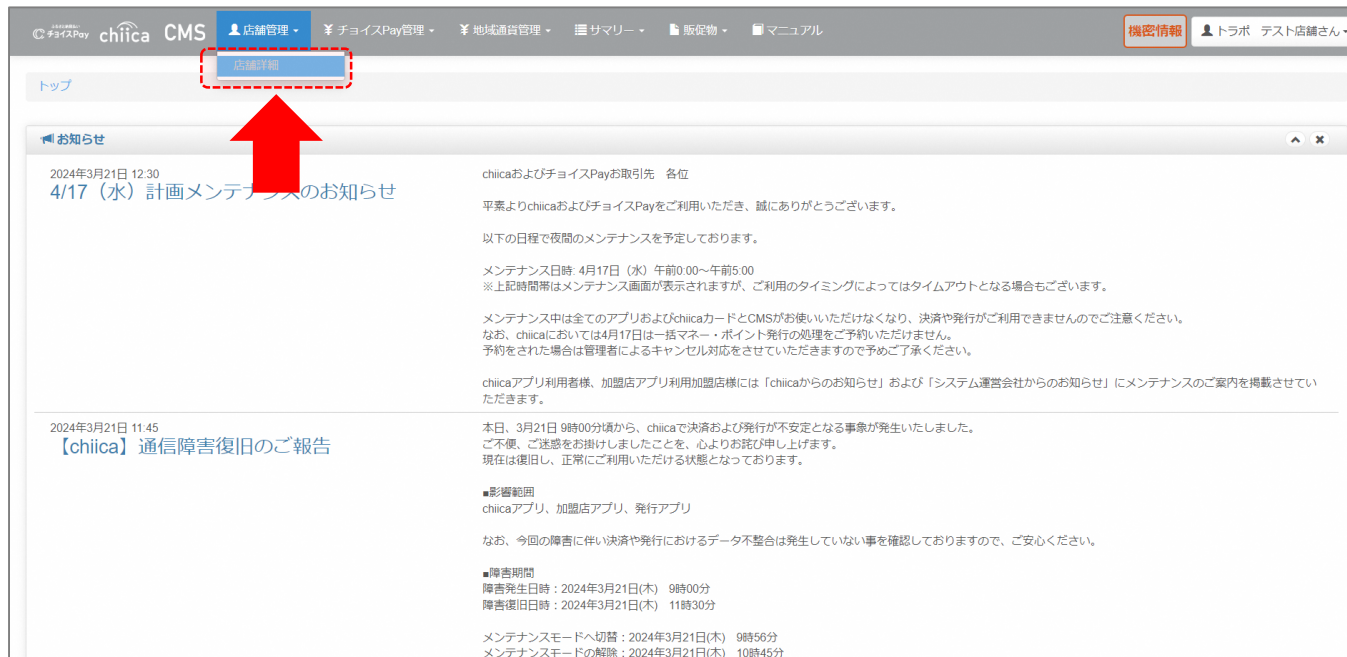 ふるさと納税払い チョイスPay chiica CMS 店舗管理 ¥ チョイスPay管理 ¥ 地域通貨管理 サマリー 販促物 マニュアル 機密情報 トラポ テスト店舗さん
店舗詳細
トップ
お知らせ
2024年3月21日 12:30
4/17（水）計画メンテナンスのお知らせ
chiicaおよびチョイスPayお取引先　各位
平素よりchiicaおよびチョイスPayをご利用いただき、誠にありがとうございます。
以下の日程で夜間のメンテナンスを予定しております。
メンテナンス日時: 4月17日（水）午前0:00～午前5:00
※上記時間帯はメンテナンス画面が表示されますが、ご利用のタイミングによってはタイムアウトとなる場合もございます。
メンテナンス中は全てのアプリおよびchiicaカードとCMSがお使いいただけなくなり、決済や発行がご利用できませんのでご注意ください。
なお、chiicaにおいては4月17日は一括マネー・ポイント発行の処理をご予約いただけません。
予約をされた場合は管理者によるキャンセル対応をさせていただきますので予めご了承ください。
chiicaアプリ利用者様、加盟店アプリ利用加盟店様には「chiicaからのお知らせ」および「システム運営会社からのお知らせ」にメンテナンスのご案内を掲載させてい
ただきます。
2024年3月21日 11:45
【chiica】通信障害復旧のご報告
本日、3月21日 9時00分頃から、chiicaで決済および発行が不安定となる事象が発生いたしました。
ご不便、ご迷惑をお掛けしましたことを、心よりお詫び申し上げます。
現在は復旧し、正常にご利用いただける状態となっております。
■影響範囲
chiicaアプリ、加盟店アプリ、発行アプリ
なお、今回の障害に伴い決済や発行におけるデータ不整合は発生していない事を確認しておりますので、ご安心ください。
■障害期間
障害発生日時：2024年3月21日(木)　9時00分
障害復旧日時：2024年3月21日(木)　11時30分
メンテナンスモードへ切替：2024年3月21日(木)　9時56分
メンテナンスモードの解除：2024年3月21日(木)　10時45分